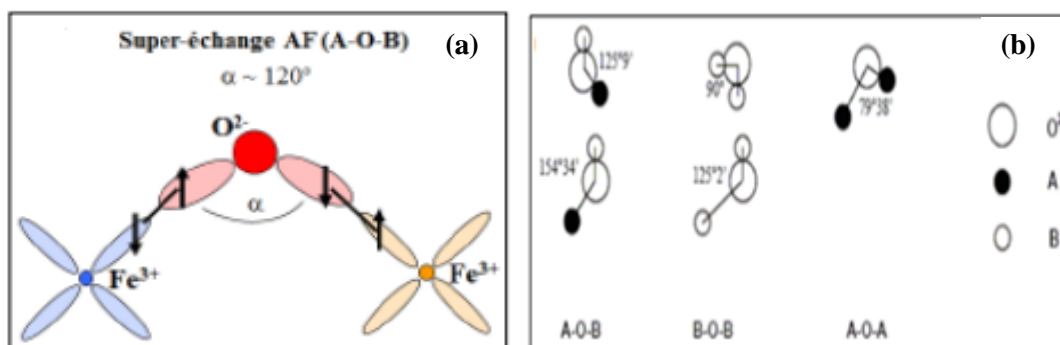 Super-échange AF (A-O-B)
(a)
α ~ 120°
O²⁻
α
Fe³⁺
Fe³⁺
(b)
125°9'
90°
79°38'
154°34'
125°2'
A
B
A-O-B
B-O-B
A-O-A